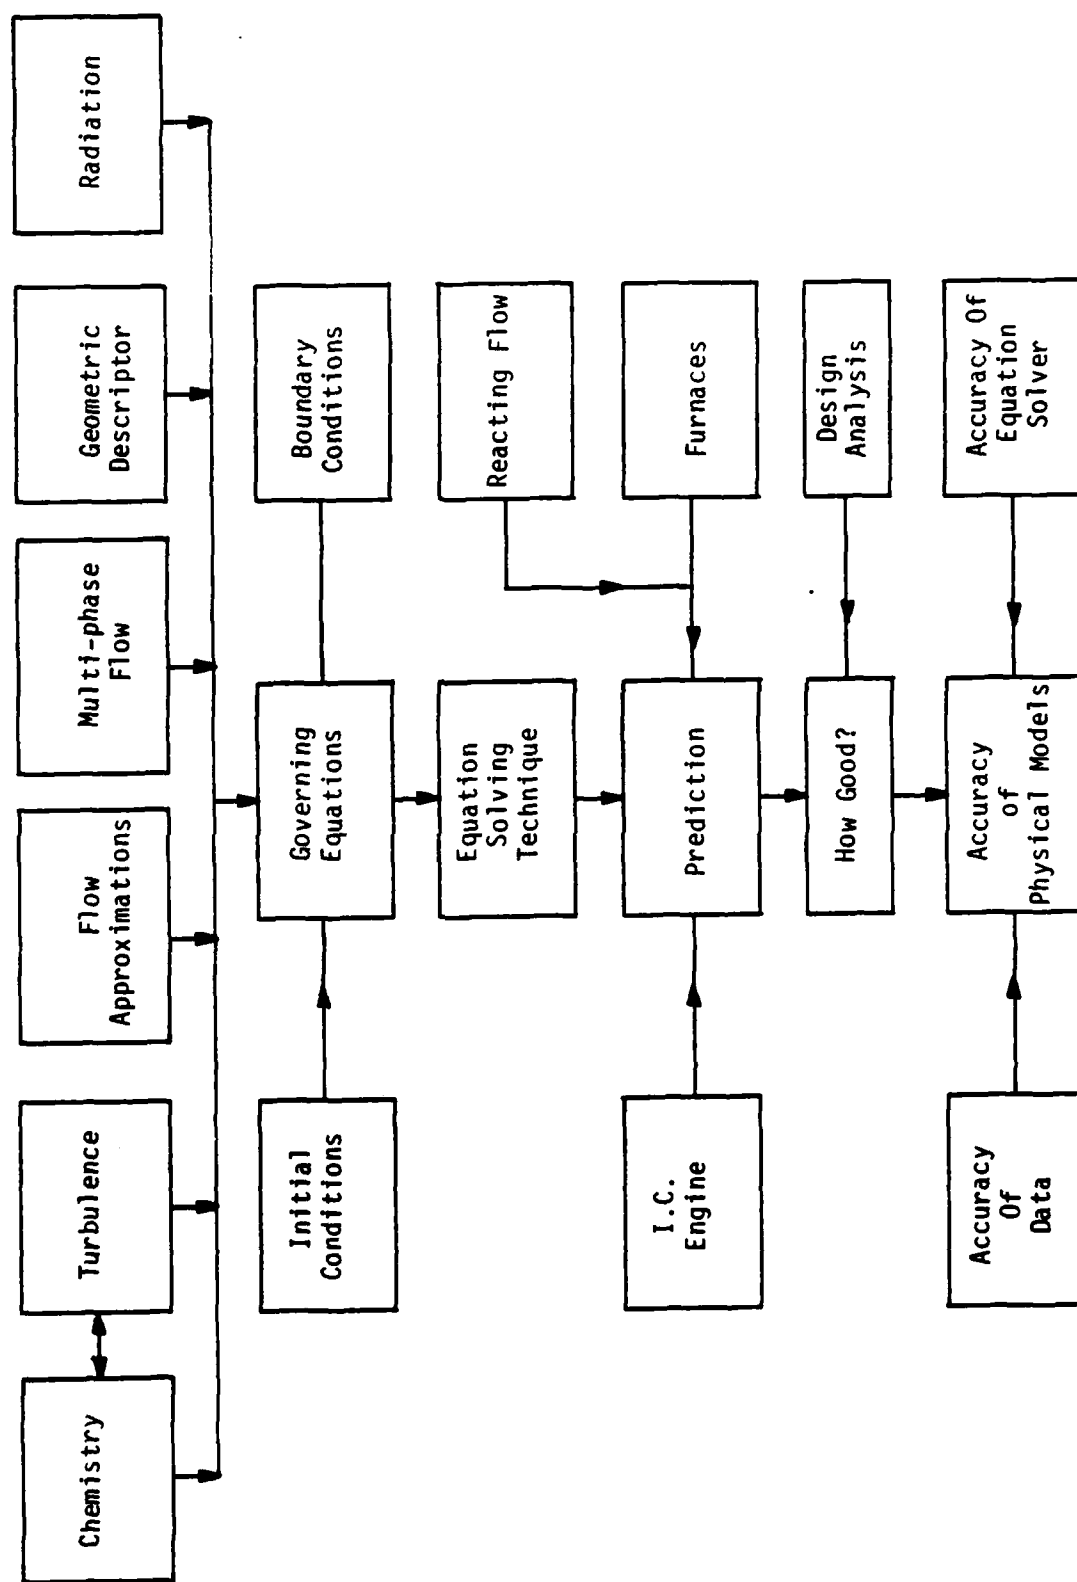 Chemistry
Turbulence
Flow
Approximations
Multi-phase
Flow
Geometric
Descriptor
Radiation
Initial
Conditions
Governing
Equations
Boundary
Conditions
Equation
Solving
Technique
Reacting Flow
I.C.
Engine
Prediction
Furnaces
How Good?
Design
Analysis
Accuracy
Of
Data
Accuracy
of
Physical Models
Accuracy Of
Equation
Solver